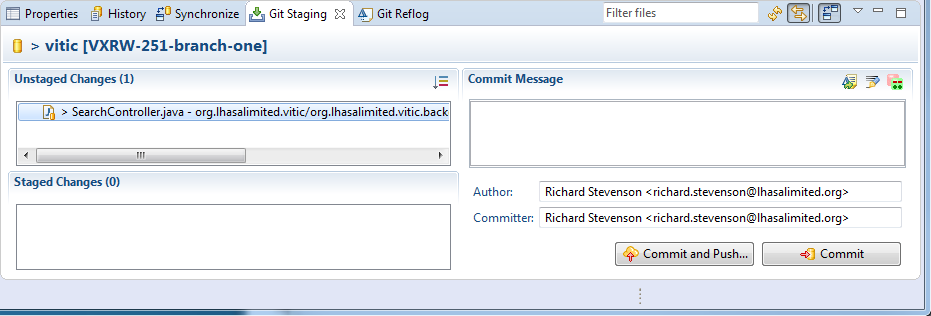 Properties History Synchronize Git Staging Git Reflog Filter files
> vitic [VXRW-251-branch-one]
Unstaged Changes (1)
> SearchController.java - org.lhasalimited.vitic/org.lhasalimited.vitic.back
Staged Changes (0)
Commit Message
Author: Richard Stevenson <richard.stevenson@lhasalimited.org>
Committer: Richard Stevenson <richard.stevenson@lhasalimited.org>
Commit and Push... Commit